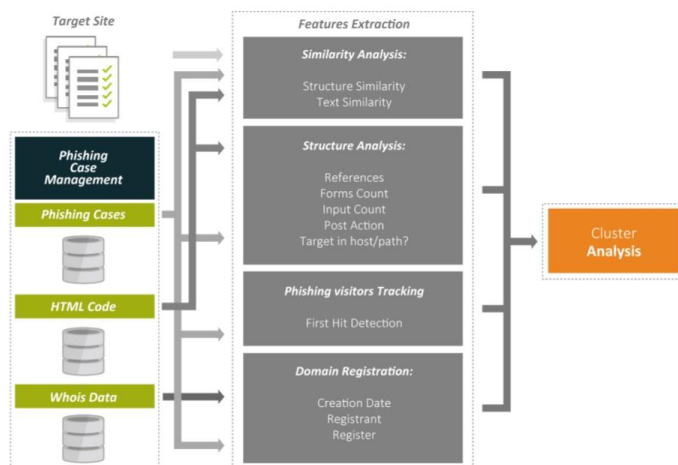 Target Site
Phishing
Case
Management
Phishing Cases
HTML Code
Whois Data
Features Extraction
Similarity Analysis:
Structure Similarity
Text Similarity
Structure Analysis:
References
Forms Count
Input Count
Post Action
Target in host/path?
Phishing visitors Tracking
First Hit Detection
Domain Registration:
Creation Date
Registrant
Register
Cluster
Analysis